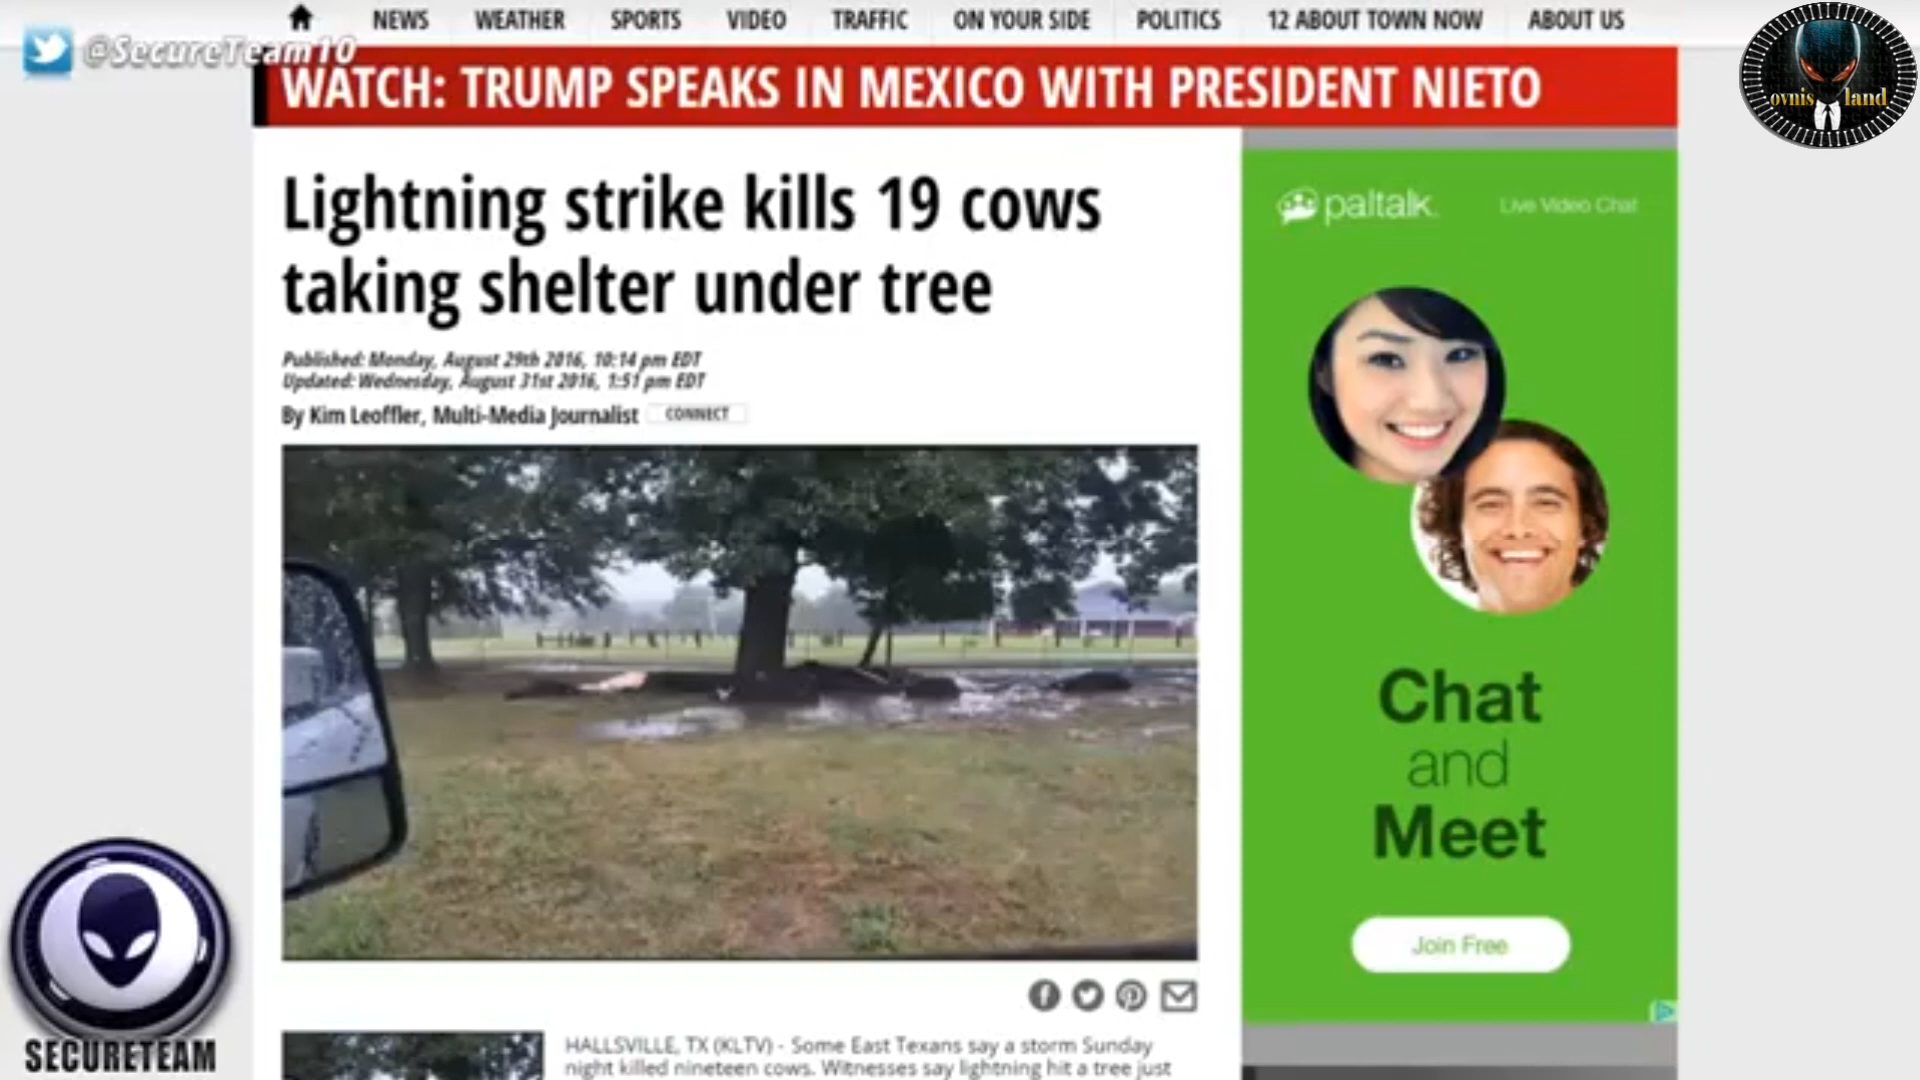 NEWS WEATHER SPORTS VIDEO TRAFFIC ON YOUR SIDE POLITICS 12 ABOUT TOWN NOW ABOUT US
@SecureTeam10
ovnis land
WATCH: TRUMP SPEAKS IN MEXICO WITH PRESIDENT NIETO
Lightning strike kills 19 cows
taking shelter under tree
Published: Monday, August 29th 2016, 10:14 pm EDT
Updated: Wednesday, August 31st 2016, 1:51 pm EDT
By Kim Leoffler, Multi-Media Journalist CONNECT
HALLSVILLE, TX (KLTV) - Some East Texans say a storm Sunday
night killed nineteen cows. Witnesses say lightning hit a tree just
paltalk. Live Video Chat
Chat
and
Meet
Join Free
SECURETEAM